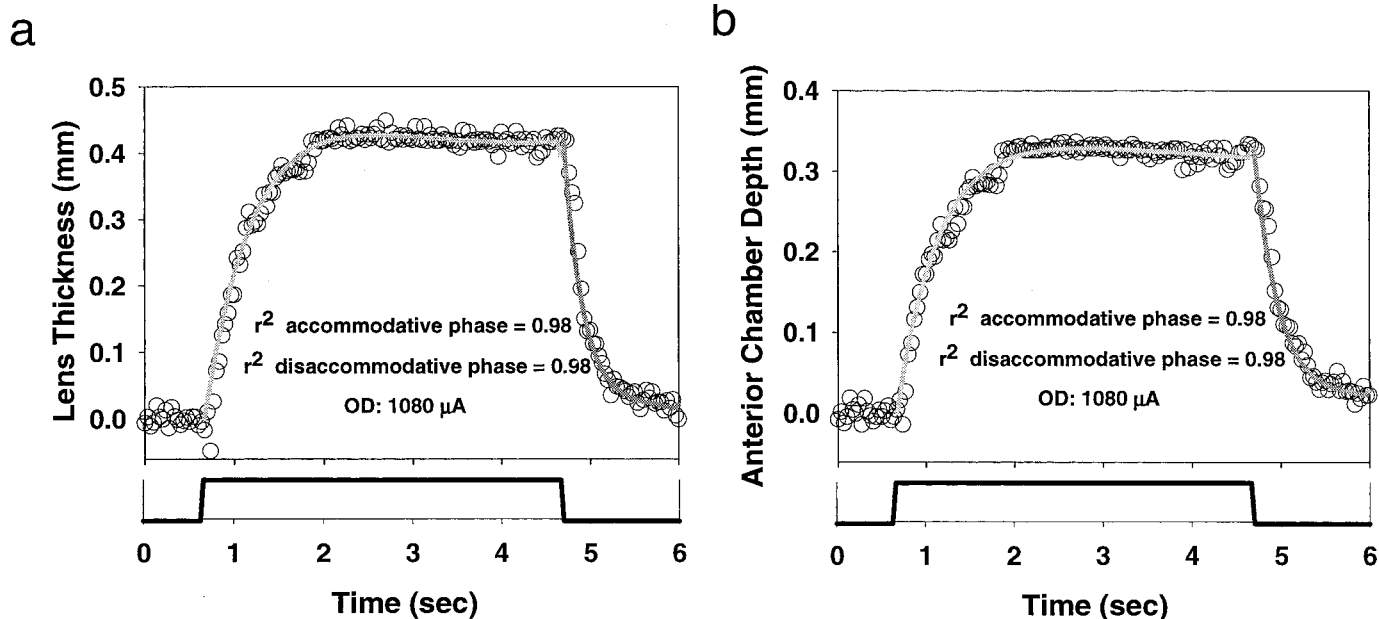 a
Lens Thickness (mm)
0.5
0.4
0.3
0.2
0.1
0.0
r² accommodative phase = 0.98
r² disaccommodative phase = 0.98
OD: 1080 µA
0 1 2 3 4 5 6
Time (sec)
b
Anterior Chamber Depth (mm)
0.4
0.3
0.2
0.1
0.0
r² accommodative phase = 0.98
r² disaccommodative phase = 0.98
OD: 1080 µA
0 1 2 3 4 5 6
Time (sec)